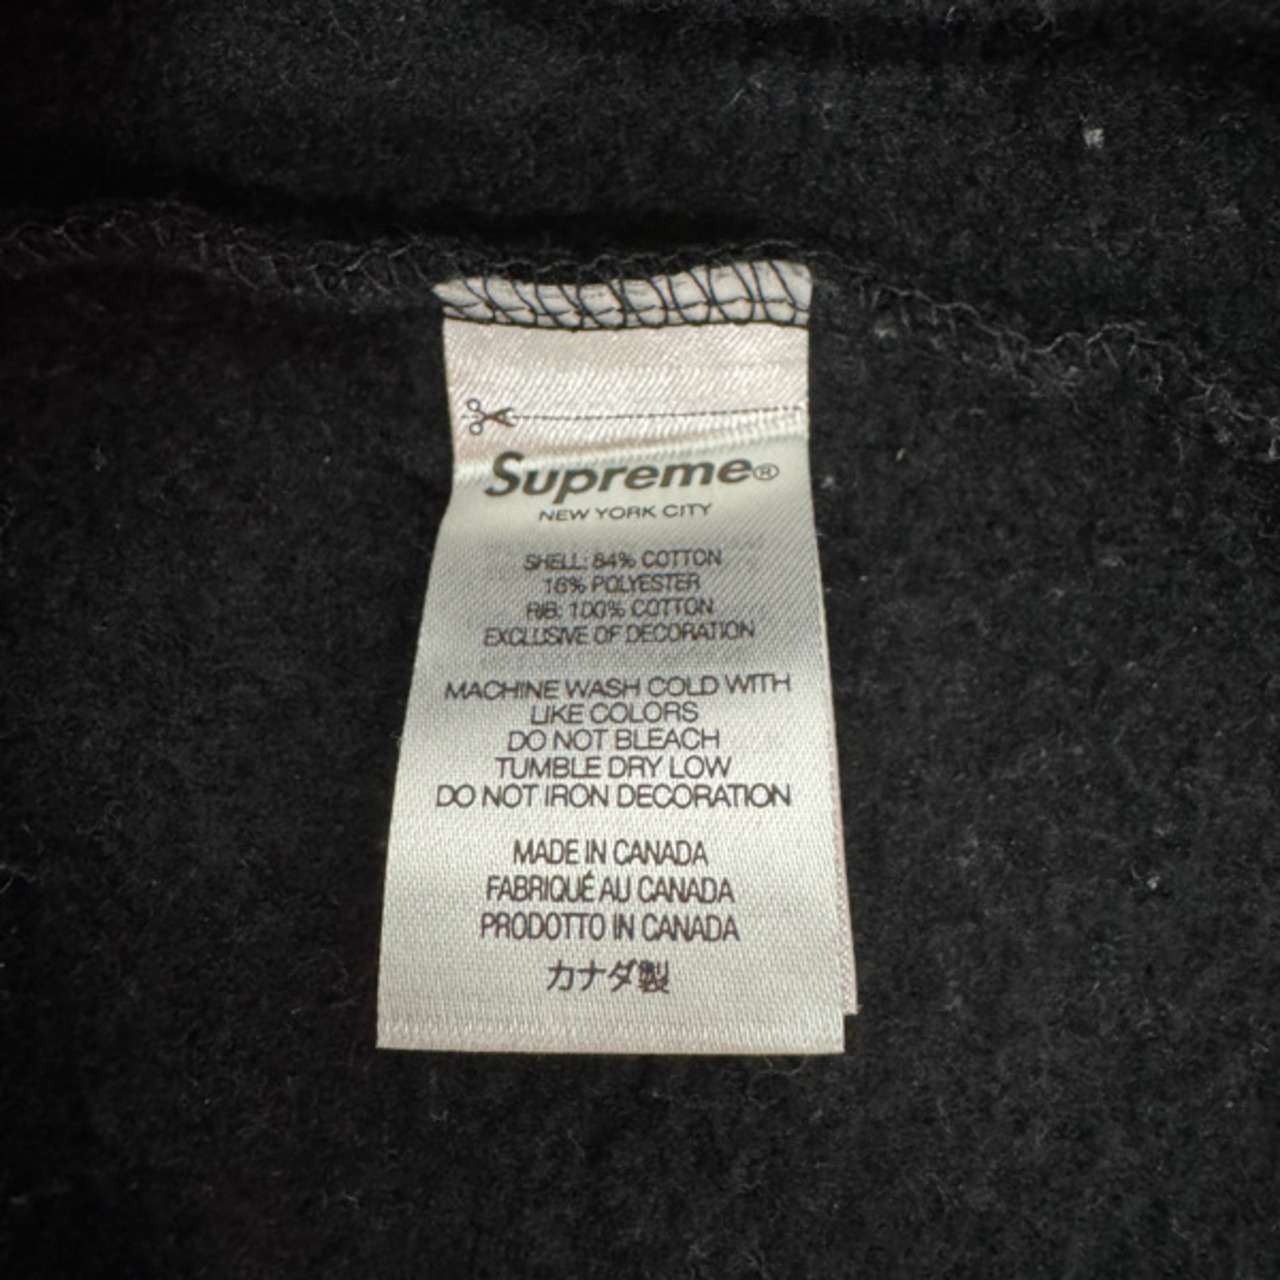 Supreme®
NEW YORK CITY
SHELL: 84% COTTON
16% POLYESTER
RIB: 100% COTTON
EXCLUSIVE OF DECORATION
MACHINE WASH COLD WITH
LIKE COLORS
DO NOT BLEACH
TUMBLE DRY LOW
DO NOT IRON DECORATION
MADE IN CANADA
FABRIQUÉ AU CANADA
PRODOTTO IN CANADA
カナダ製